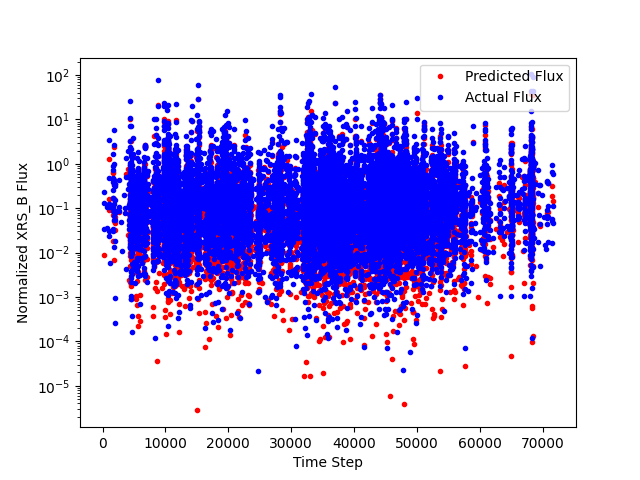 Predicted Flux
Actual Flux
10²
10¹
10⁰
10⁻¹
10⁻²
10⁻³
10⁻⁴
10⁻⁵
Normalized XRS_B Flux
0 10000 20000 30000 40000 50000 60000 70000
Time Step